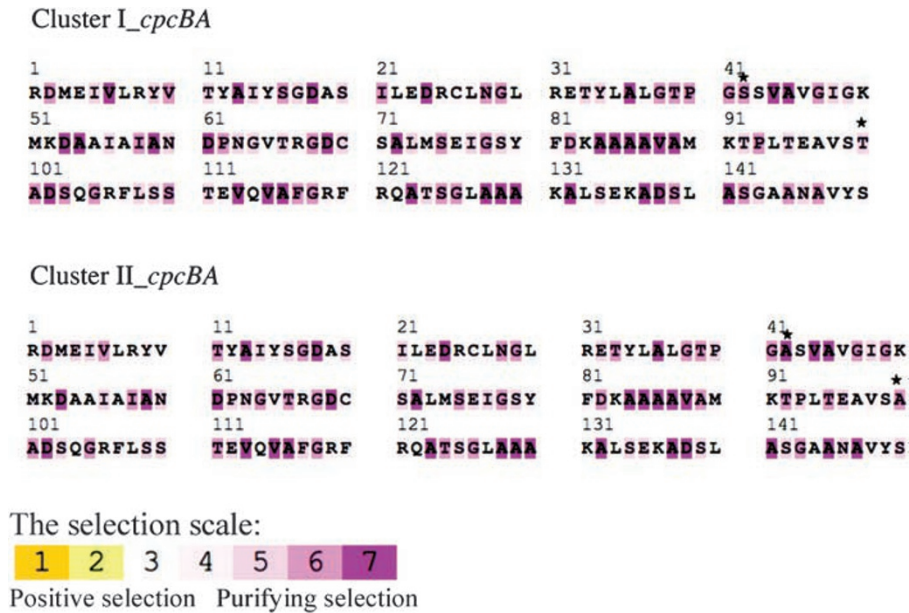 Cluster I_cpcBA
1 11 21 31 41
RDMEIVLRYV TYAIYSGDAS ILEDRCLNGL RETYLALGTP GSSVAVGIGK
51 61 71 81 91
MKDAAIAIAN DPNGVTRGDC SALMSEIGSY FDKAAAAVAM KTPLTEAVST
101 111 121 131 141
ADSQGRFLSS TEVQVAFGRF RQATSGLAAA KALSEKADSL ASGAANAVYS
Cluster II_cpcBA
1 11 21 31 41
RDMEIVLRYV TYAIYSGDAS ILEDRCLNGL RETYLALGTP GASVAVGIGK
51 61 71 81 91
MKDAAIAIAN DPNGVTRGDC SALMSEIGSY FDKAAAAVAM KTPLTEAVSA
101 111 121 131 141
ADSQGRFLSS TEVQVAFGRF RQATSGLAAA KALSEKADSL ASGAANAVYS
The selection scale:
1 2 3 4 5 6 7
Positive selection Purifying selection